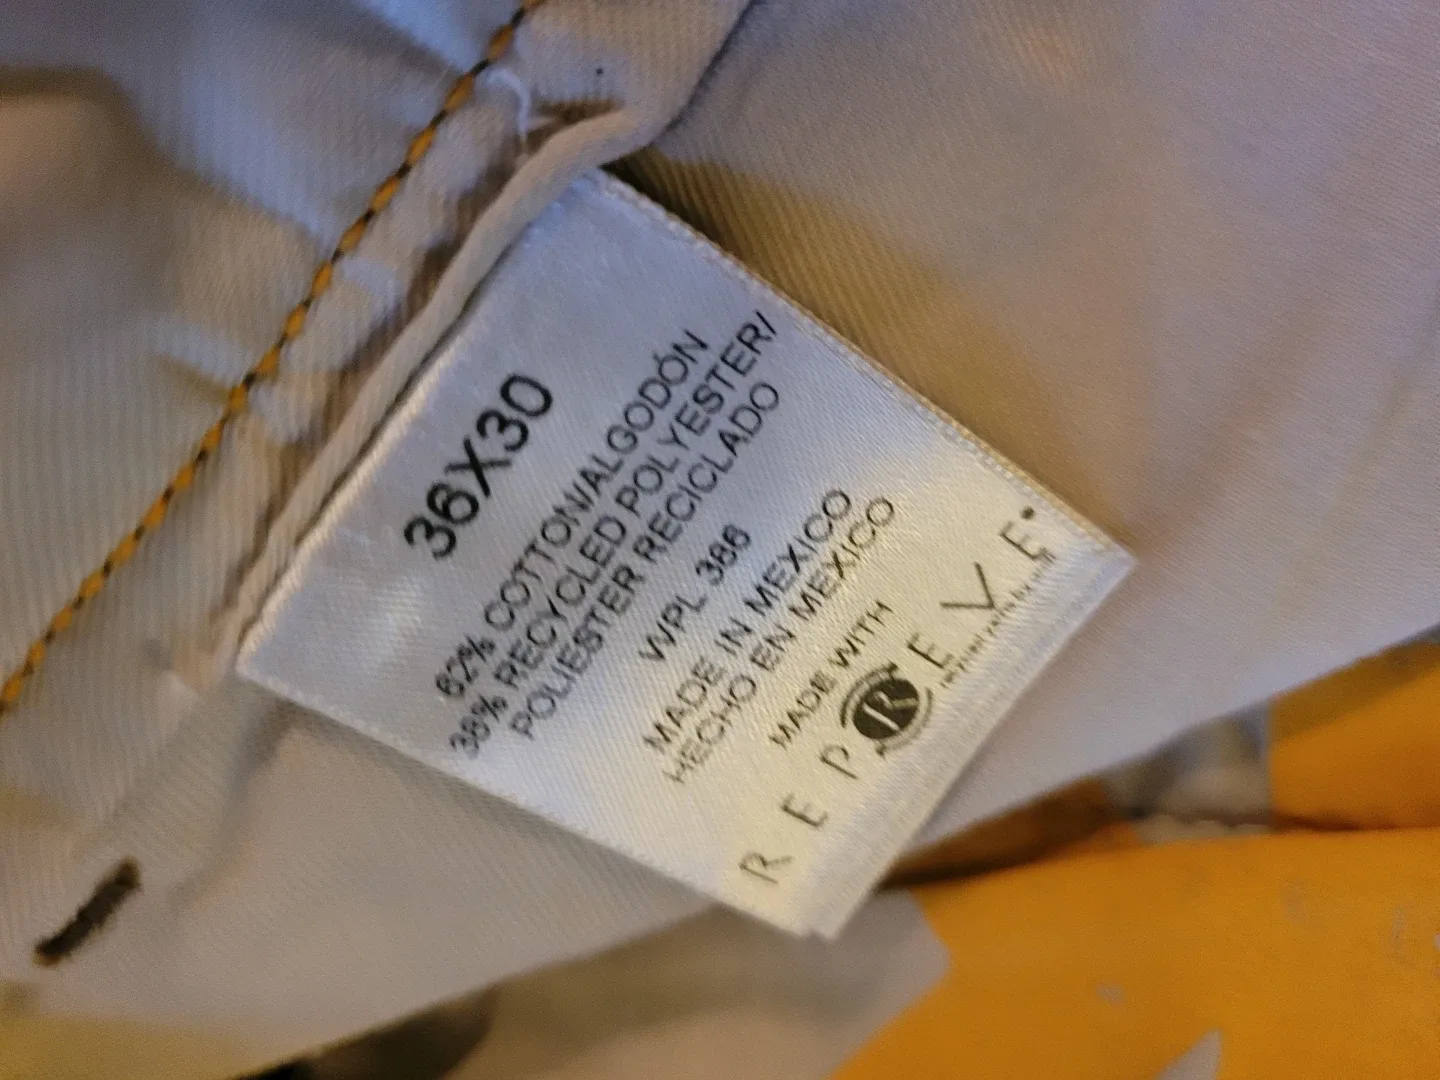 36X30
62% COTTON/ALGODÓN
38% RECYCLED POLYESTER/
POLIESTER RECICLADO
WPL 386
MADE IN MEXICO
HECHO EN MEXICO
MADE WITH
REPREVE